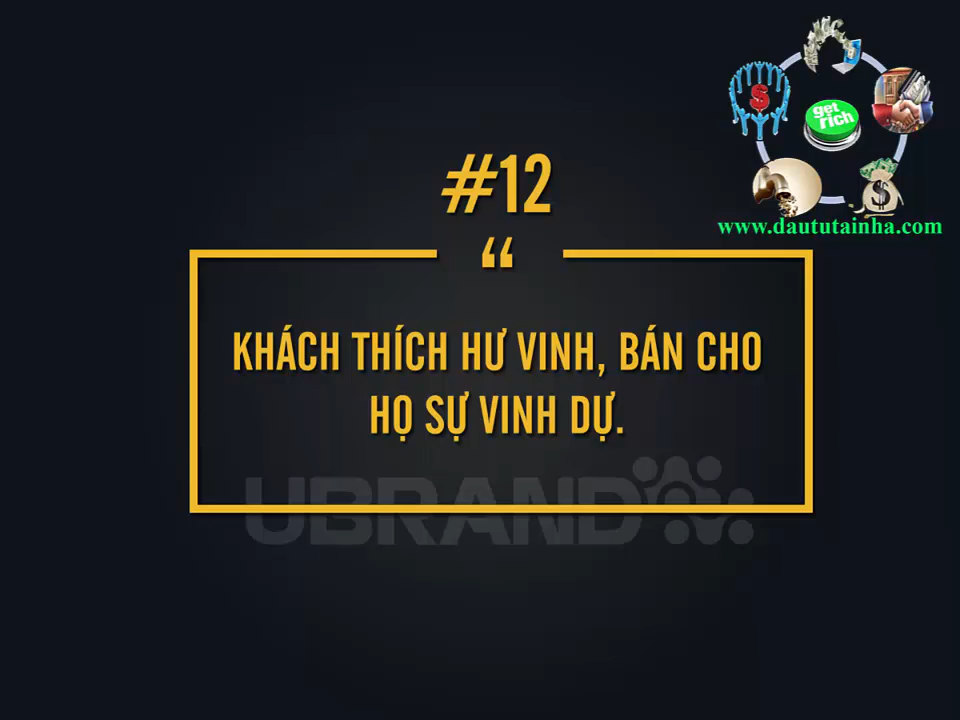 get
rich
$
$
www.daututainha.com
#12
“
KHÁCH THÍCH HƯ VINH, BÁN CHO
HỌ SỰ VINH DỰ.
UBRAND